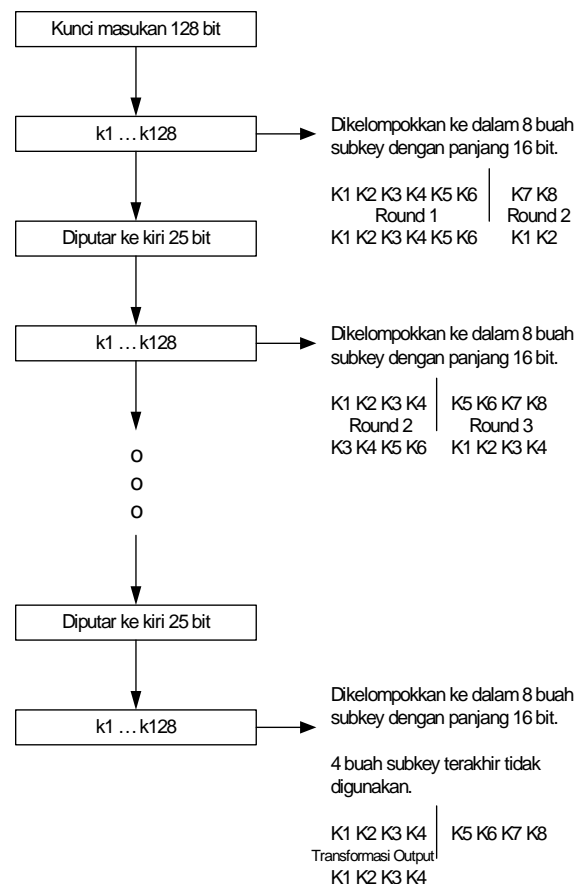 Kunci masukan 128 bit
k1 … k128
Dikelompokkan ke dalam 8 buah
subkey dengan panjang 16 bit.
K1 K2 K3 K4 K5 K6 K7 K8
Round 1 Round 2
K1 K2 K3 K4 K5 K6 K1 K2
Diputar ke kiri 25 bit
k1 … k128
Dikelompokkan ke dalam 8 buah
subkey dengan panjang 16 bit.
K1 K2 K3 K4 K5 K6 K7 K8
Round 2 Round 3
K3 K4 K5 K6 K1 K2 K3 K4
o
o
o
Diputar ke kiri 25 bit
k1 … k128
Dikelompokkan ke dalam 8 buah
subkey dengan panjang 16 bit.
4 buah subkey terakhir tidak
digunakan.
K1 K2 K3 K4 K5 K6 K7 K8
Transformasi Output
K1 K2 K3 K4